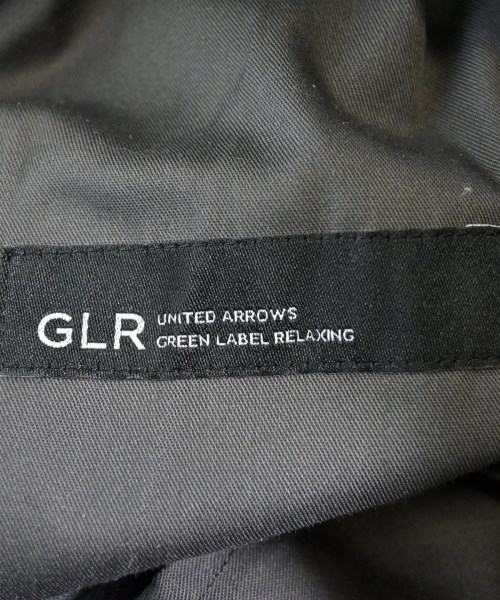 GLR
UNITED ARROWS
GREEN LABEL RELAXING